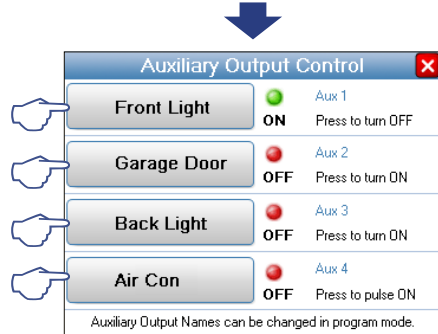 Auxiliary Output Control
Front Light
ON
Aux 1
Press to turn OFF
Garage Door
OFF
Aux 2
Press to turn ON
Back Light
OFF
Aux 3
Press to turn ON
Air Con
OFF
Aux 4
Press to pulse ON
Auxiliary Output Names can be changed in program mode.